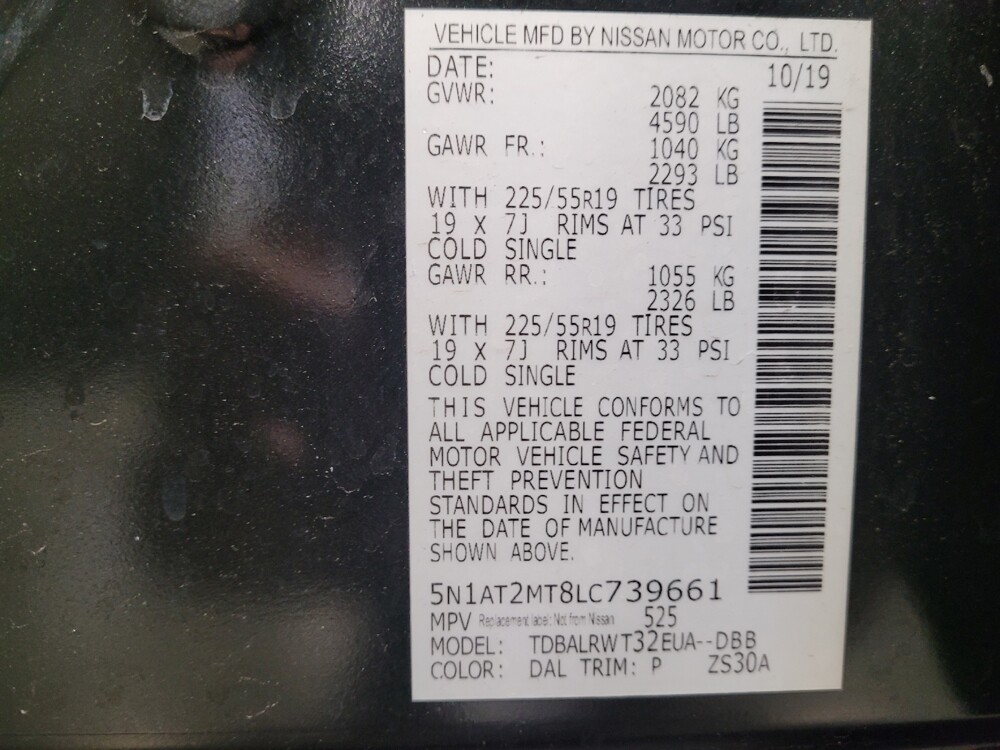 VEHICLE MFD BY NISSAN MOTOR CO., LTD.
DATE: 10/19
GVWR: 2082 KG
4590 LB
GAWR FR.: 1040 KG
2293 LB
WITH 225/55R19 TIRES
19 X 7J RIMS AT 33 PSI
COLD SINGLE
GAWR RR.: 1055 KG
2326 LB
WITH 225/55R19 TIRES
19 X 7J RIMS AT 33 PSI
COLD SINGLE
THIS VEHICLE CONFORMS TO
ALL APPLICABLE FEDERAL
MOTOR VEHICLE SAFETY AND
THEFT PREVENTION
STANDARDS IN EFFECT ON
THE DATE OF MANUFACTURE
SHOWN ABOVE.
5N1AT2MT8LC739661
MPV Replacement label: Not from Nissan 525
MODEL: TDBALRWT32EUA--DBB
COLOR: DAL TRIM: P ZS30A